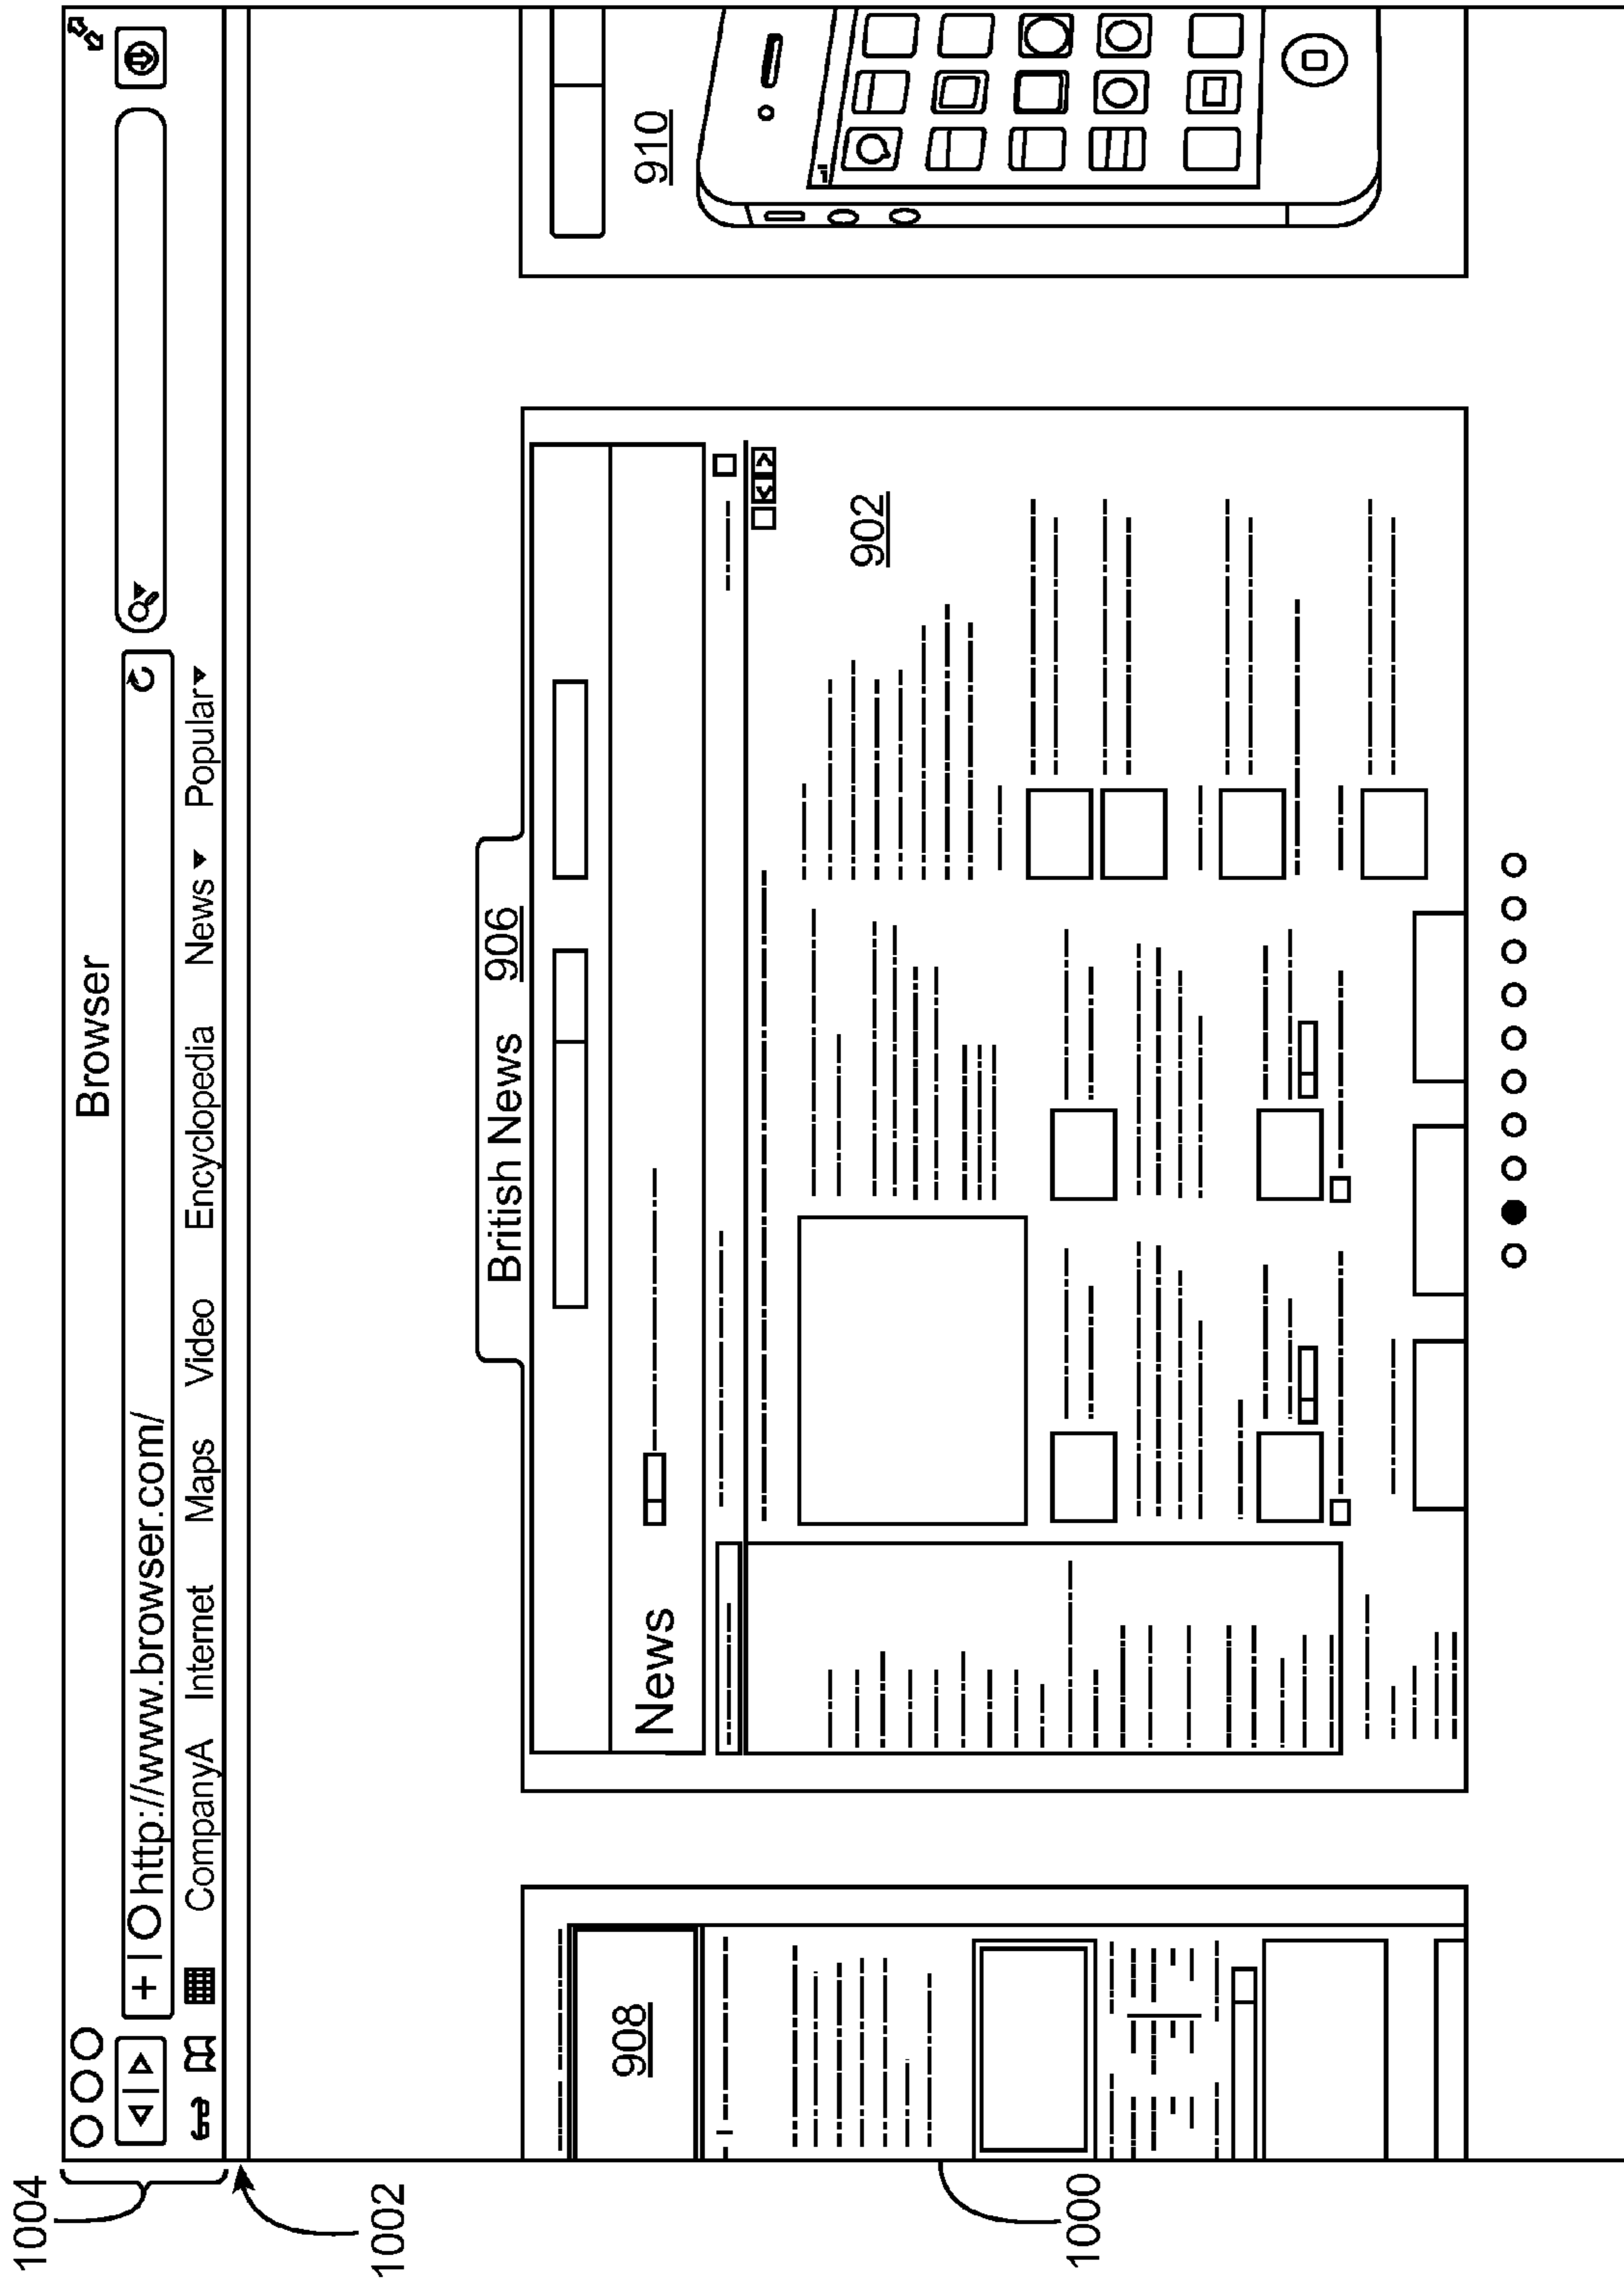 1004
Browser
+ | http://www.browser.com/
CompanyA Internet Maps Video Encyclopedia News Popular
1002
British News 906
910
News
908
902
1000